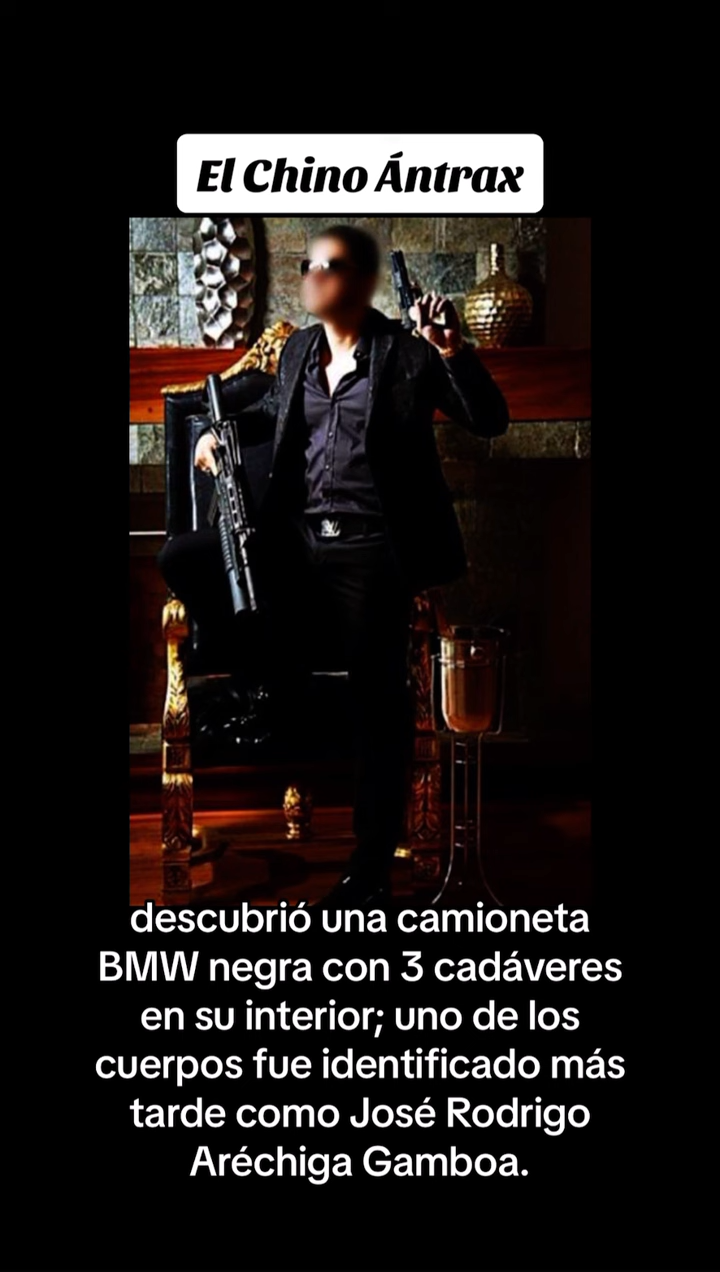 El Chino Ántrax
descubrió una camioneta
BMW negra con 3 cadáveres
en su interior; uno de los
cuerpos fue identificado más
tarde como José Rodrigo
Aréchiga Gamboa.